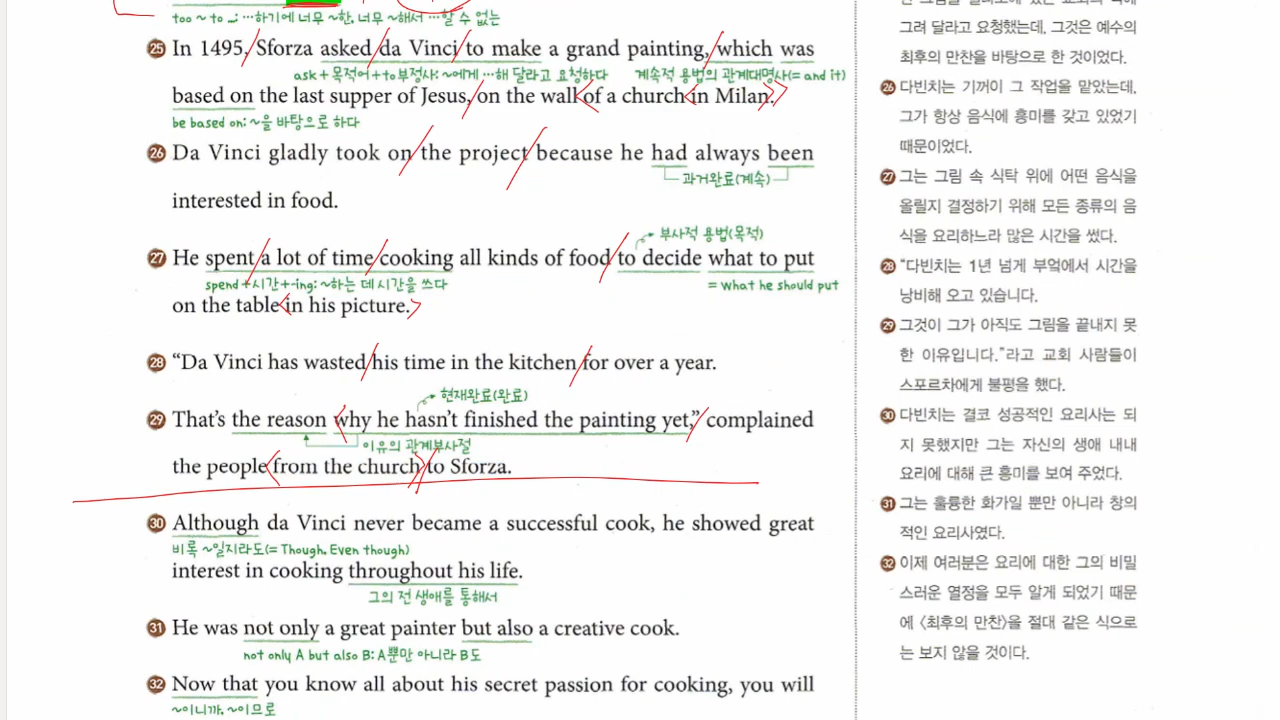 too ~ to …: …하기에 너무 ~한, 너무 ~해서 …할 수 없는
25 In 1495, Sforza asked da Vinci to make a grand painting, which was
ask+목적어+to부정사: ~에게 …해 달라고 요청하다 계속적 용법의 관계대명사(= and it)
based on the last supper of Jesus, on the wall of a church in Milan.
be based on: ~을 바탕으로 하다
26 Da Vinci gladly took on the project because he had always been
과거완료(계속)
interested in food.
부사적 용법(목적)
27 He spent a lot of time cooking all kinds of food to decide what to put
spend+시간+-ing: ~하는 데 시간을 쓰다 = what he should put
on the table in his picture.
28 “Da Vinci has wasted his time in the kitchen for over a year.
현재완료(완료)
29 That’s the reason why he hasn’t finished the painting yet,” complained
이유의 관계부사절
the people from the church to Sforza.
30 Although da Vinci never became a successful cook, he showed great
비록 ~일지라도(= Though, Even though)
interest in cooking throughout his life.
그의 전 생애를 통해서
31 He was not only a great painter but also a creative cook.
not only A but also B: A뿐만 아니라 B도
32 Now that you know all about his secret passion for cooking, you will
~이니까, ~이므로
그려 달라고 요청했는데, 그것은 예수의
최후의 만찬을 바탕으로 한 것이었다.
26 다빈치는 기꺼이 그 작업을 맡았는데,
그가 항상 음식에 흥미를 갖고 있었기
때문이었다.
27 그는 그림 속 식탁 위에 어떤 음식을
올릴지 결정하기 위해 모든 종류의 음
식을 요리하느라 많은 시간을 썼다.
28 “다빈치는 1년 넘게 부엌에서 시간을
낭비해 오고 있습니다.
29 그것이 그가 아직도 그림을 끝내지 못
한 이유입니다.”라고 교회 사람들이
스포르차에게 불평을 했다.
30 다빈치는 결코 성공적인 요리사는 되
지 못했지만 그는 자신의 생애 내내
요리에 대해 큰 흥미를 보여 주었다.
31 그는 훌륭한 화가일 뿐만 아니라 창의
적인 요리사였다.
32 이제 여러분은 요리에 대한 그의 비밀
스러운 열정을 모두 알게 되었기 때문
에 〈최후의 만찬〉을 절대 같은 식으로
는 보지 않을 것이다.